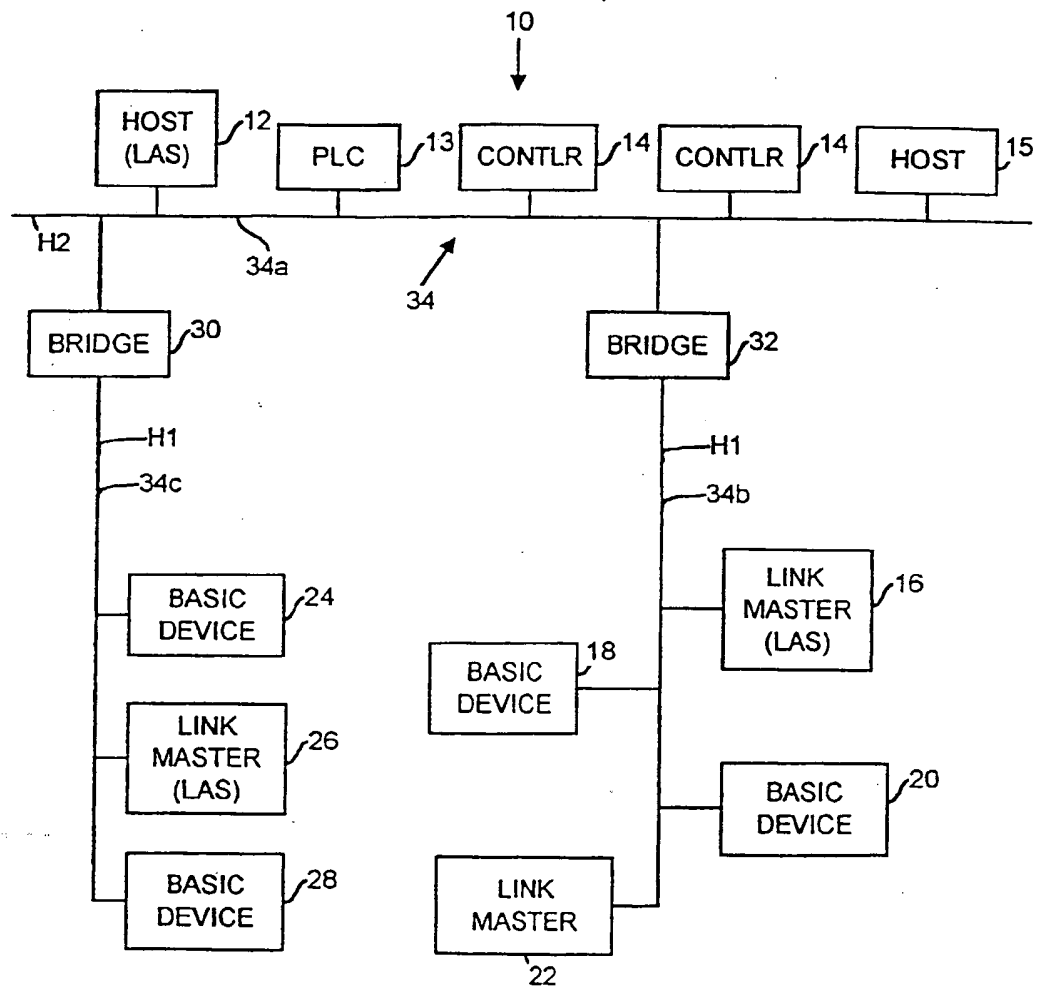 10
HOST
(LAS)
12
PLC
13
CONTLR
14
CONTLR
14
HOST
15
H2
34a
34
BRIDGE
30
BRIDGE
32
H1
34c
H1
34b
BASIC
DEVICE
24
LINK
MASTER
(LAS)
16
BASIC
DEVICE
18
LINK
MASTER
(LAS)
26
BASIC
DEVICE
20
BASIC
DEVICE
28
LINK
MASTER
22